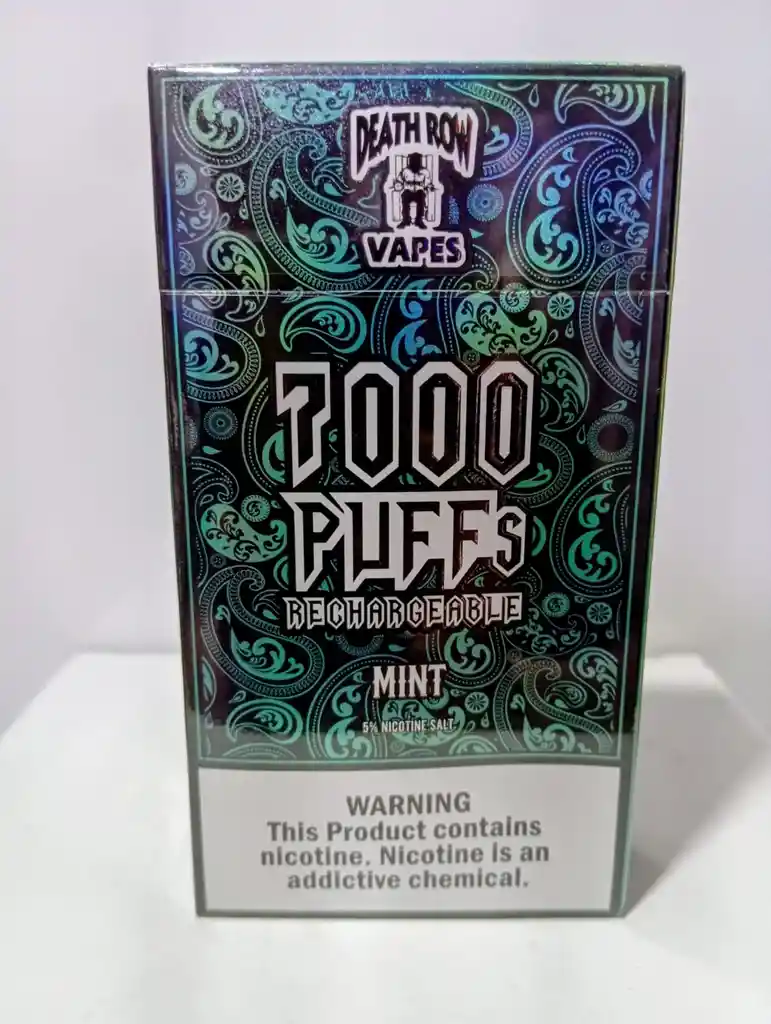 DEATH ROW
VAPES
7000
PUFFS
RECHARGEABLE
MINT
5% NICOTINE SALT
WARNING
This Product contains
nicotine. Nicotine is an
addictive chemical.